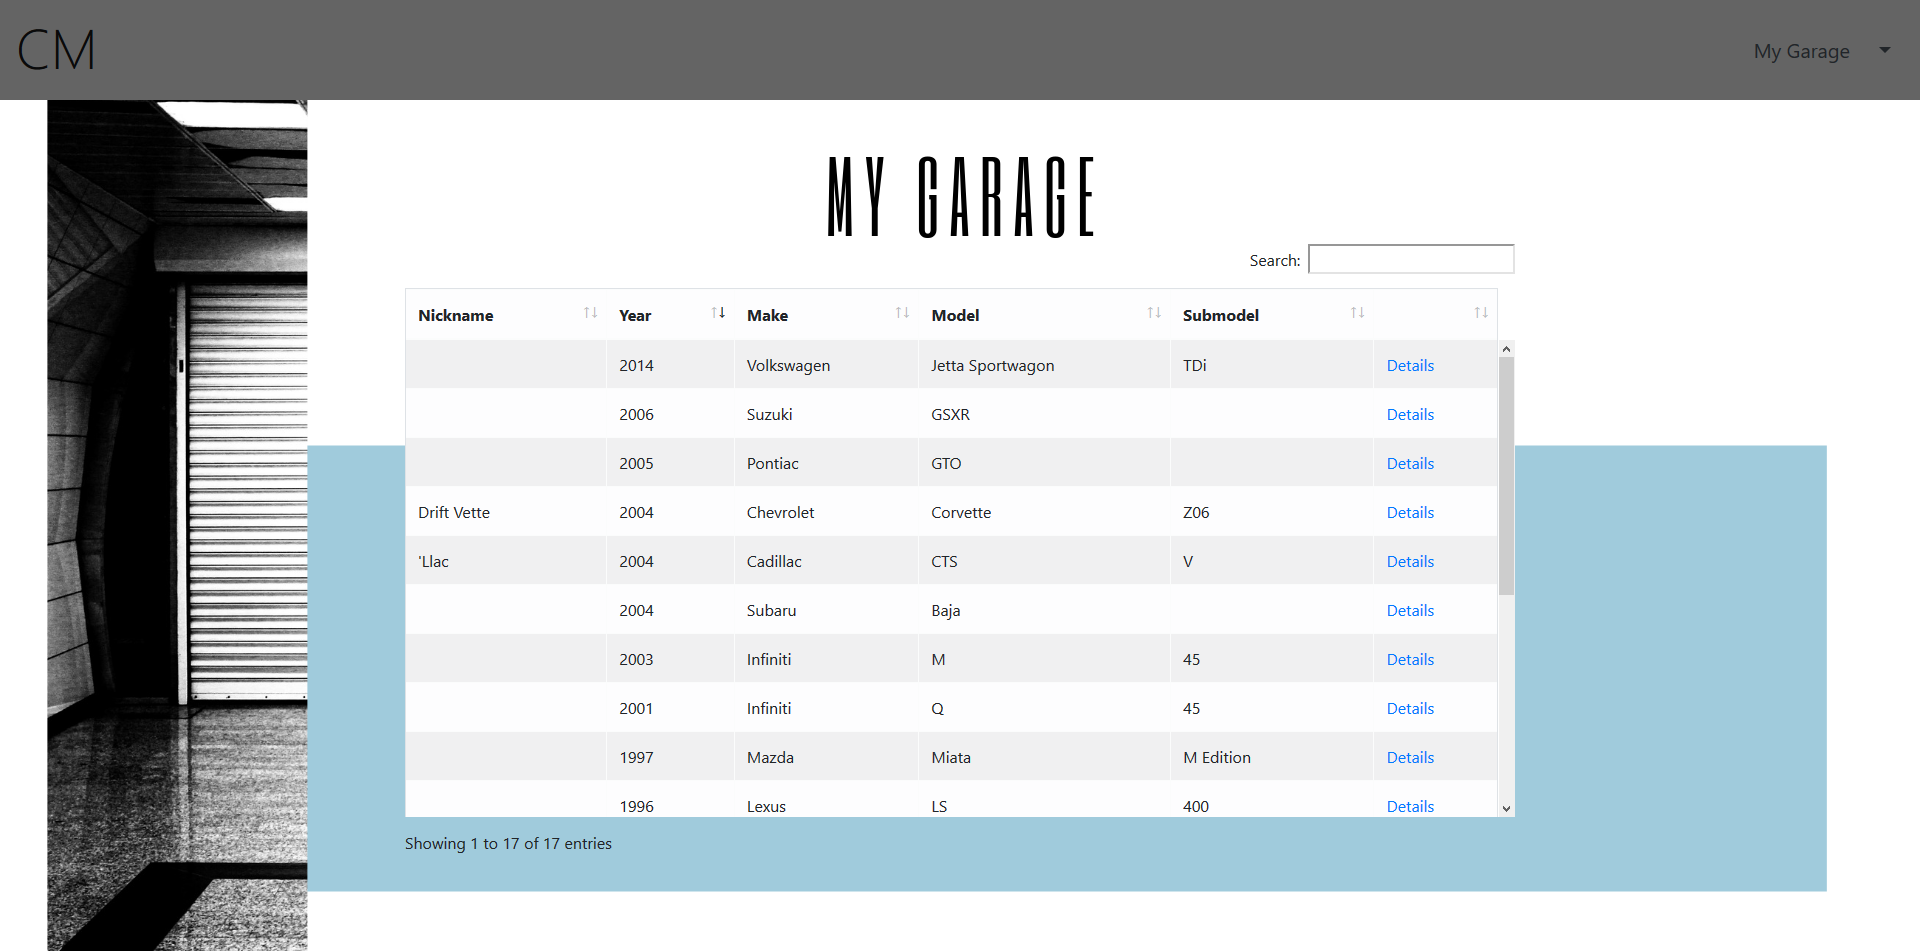 CM
My Garage
MY GARAGE
Search:
Nickname Year Make Model Submodel
2014 Volkswagen Jetta Sportwagon TDi Details
2006 Suzuki GSXR Details
2005 Pontiac GTO Details
Drift Vette 2004 Chevrolet Corvette Z06 Details
'Llac 2004 Cadillac CTS V Details
2004 Subaru Baja Details
2003 Infiniti M 45 Details
2001 Infiniti Q 45 Details
1997 Mazda Miata M Edition Details
1996 Lexus LS 400 Details
Showing 1 to 17 of 17 entries